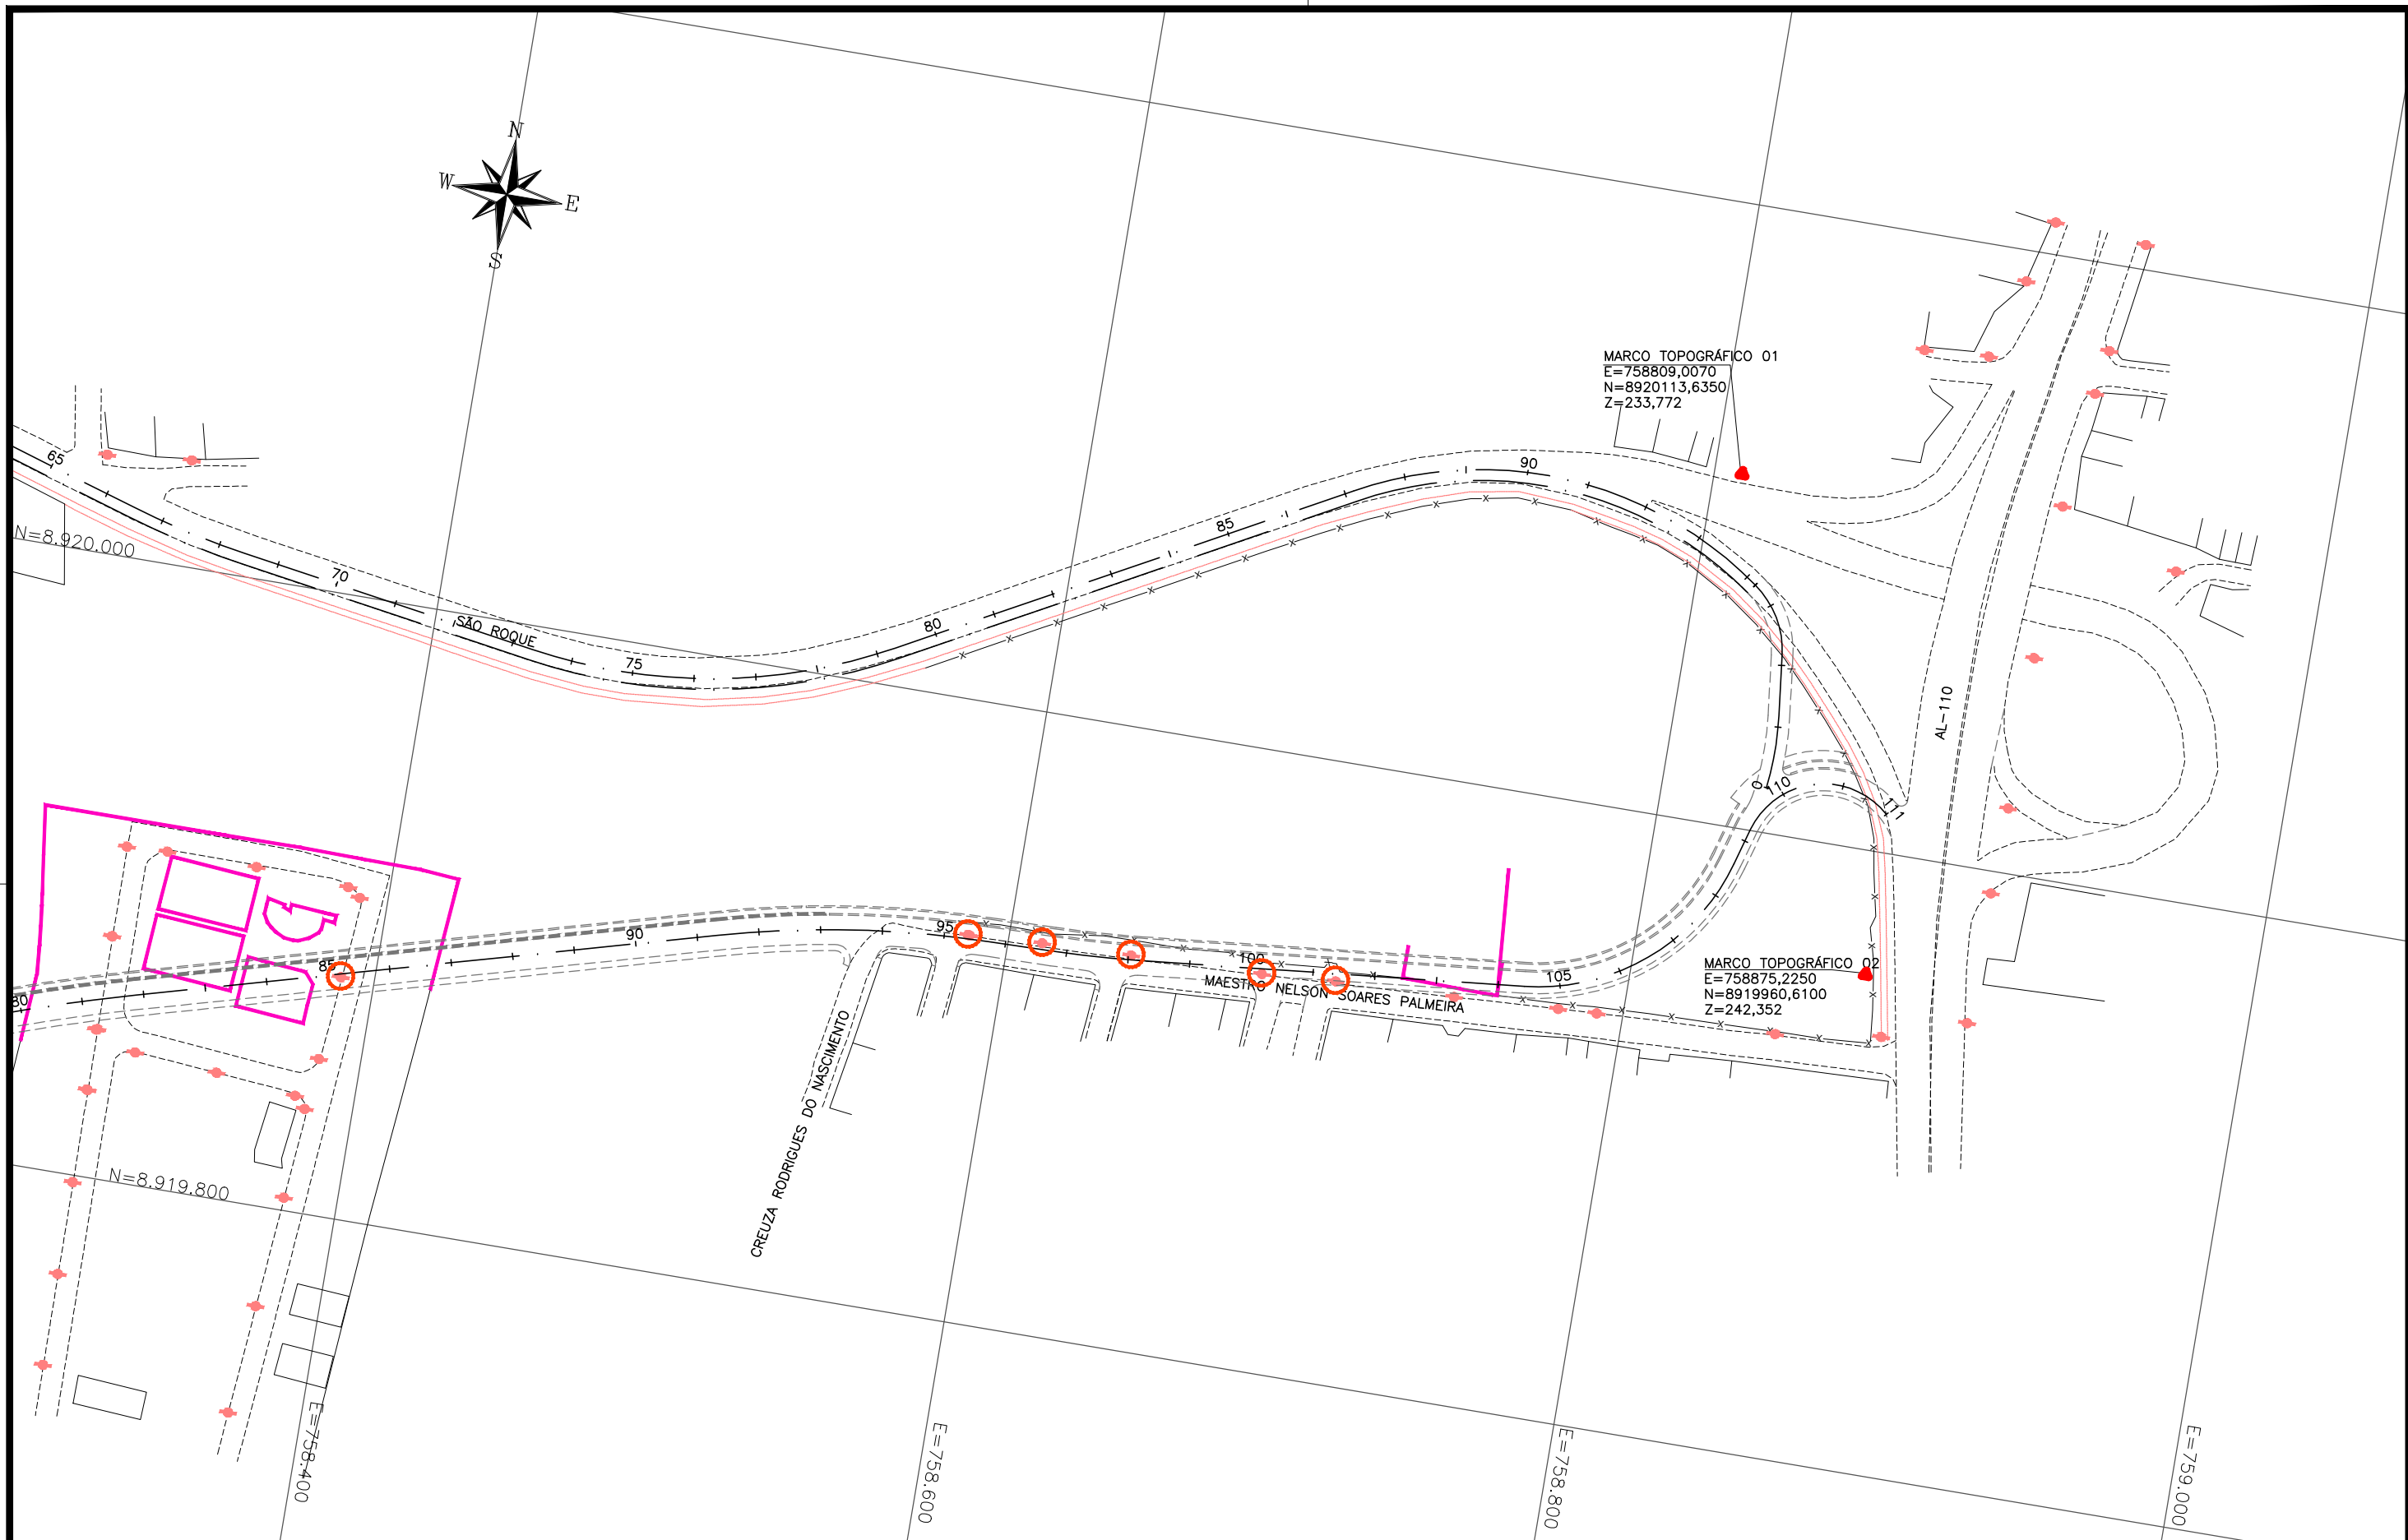 N
W
E
S
MARCO TOPOGRÁFICO 01
E=758809,0070
N=8920113,6350
Z=233,772
65
90
N=8.920.000
85
70
SÃO ROQUE
80
75
AL-110
0
110
111
95
90
85
100
105
80
MARCO TOPOGRÁFICO 02
E=758875,2250
N=8919960,6100
Z=242,352
MAESTRO NELSON SOARES PALMEIRA
CREUZA RODRIGUES DO NASCIMENTO
N=8.919.800
E=758.400
E=758.600
E=758.800
E=759.000